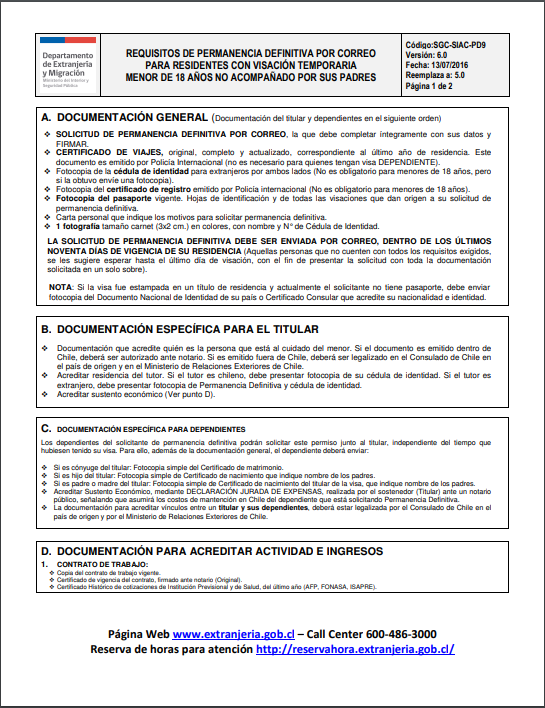 Departamento
de Extranjería
y Migración
Ministerio del Interior y
Seguridad Pública
REQUISITOS DE PERMANENCIA DEFINITIVA POR CORREO
PARA RESIDENTES CON VISACIÓN TEMPORARIA
MENOR DE 18 AÑOS NO ACOMPAÑADO POR SUS PADRES
Código:SGC-SIAC-PD9
Versión: 6.0
Fecha: 13/07/2016
Reemplaza a: 5.0
Página 1 de 2
A. DOCUMENTACIÓN GENERAL (Documentación del titular y dependientes en el siguiente orden)
❖ SOLICITUD DE PERMANENCIA DEFINITIVA POR CORREO, la que debe completar íntegramente con sus datos y
FIRMAR.
❖ CERTIFICADO DE VIAJES, original, completo y actualizado, correspondiente al último año de residencia. Este
documento es emitido por Policía Internacional (no es necesario para quienes tengan visa DEPENDIENTE).
❖ Fotocopia de la cédula de identidad para extranjeros por ambos lados (No es obligatorio para menores de 18 años, pero
si la obtuvo envíe una fotocopia).
❖ Fotocopia del certificado de registro emitido por Policía internacional (No es obligatorio para menores de 18 años).
❖ Fotocopia del pasaporte vigente. Hojas de identificación y de todas las visaciones que dan origen a su solicitud de
permanencia definitiva.
❖ Carta personal que indique los motivos para solicitar permanencia definitiva.
❖ 1 fotografía tamaño carnet (3x2 cm.) en colores, con nombre y N° de Cédula de Identidad.
LA SOLICITUD DE PERMANENCIA DEFINITIVA DEBE SER ENVIADA POR CORREO, DENTRO DE LOS ÚLTIMOS
NOVENTA DÍAS DE VIGENCIA DE SU RESIDENCIA (Aquellas personas que no cuenten con todos los requisitos exigidos,
se les sugiere esperar hasta el último día de visación, con el fin de presentar la solicitud con toda la documentación
solicitada en un solo sobre).
NOTA: Si la visa fue estampada en un título de residencia y actualmente el solicitante no tiene pasaporte, debe enviar
fotocopia del Documento Nacional de Identidad de su país o Certificado Consular que acredite su nacionalidad e identidad.
B. DOCUMENTACIÓN ESPECÍFICA PARA EL TITULAR
❖ Documentación que acredite quién es la persona que está al cuidado del menor. Si el documento es emitido dentro de
Chile, deberá ser autorizado ante notario. Si es emitido fuera de Chile, deberá ser legalizado en el Consulado de Chile en
el país de origen y en el Ministerio de Relaciones Exteriores de Chile.
❖ Acreditar residencia del tutor. Si el tutor es chileno, debe presentar fotocopia de su cédula de identidad. Si el tutor es
extranjero, debe presentar fotocopia de Permanencia Definitiva y cédula de identidad.
❖ Acreditar sustento económico (Ver punto D).
C. DOCUMENTACIÓN ESPECÍFICA PARA DEPENDIENTES
Los dependientes del solicitante de permanencia definitiva podrán solicitar este permiso junto al titular, independiente del tiempo que
hubiesen tenido su visa. Para ello, además de la documentación general, el dependiente deberá enviar:
❖ Si es cónyuge del titular: Fotocopia simple del Certificado de matrimonio.
❖ Si es hijo del titular: Fotocopia simple del Certificado de nacimiento que indique nombre de los padres.
❖ Si es padre o madre del titular: Fotocopia simple de Certificado de nacimiento del titular de la visa, que indique nombre de los padres.
❖ Acreditar Sustento Económico, mediante DECLARACIÓN JURADA DE EXPENSAS, realizada por el sostenedor (Titular) ante un notario
público, señalando que asumirá los costos de mantención en Chile del dependiente que está solicitando Permanencia Definitiva.
❖ La documentación para acreditar vínculos entre un titular y sus dependientes, deberá estar legalizada por el Consulado de Chile en el
país de origen y por el Ministerio de Relaciones Exteriores de Chile.
D. DOCUMENTACIÓN PARA ACREDITAR ACTIVIDAD E INGRESOS
1. CONTRATO DE TRABAJO:
❖ Copia del contrato de trabajo vigente.
❖ Certificado de vigencia del contrato, firmado ante notario (Original).
❖ Certificado Histórico de cotizaciones de Institución Previsional y de Salud, del último año (AFP, FONASA, ISAPRE).
Página Web www.extranjeria.gob.cl – Call Center 600-486-3000
Reserva de horas para atención http://reservahora.extranjeria.gob.cl/